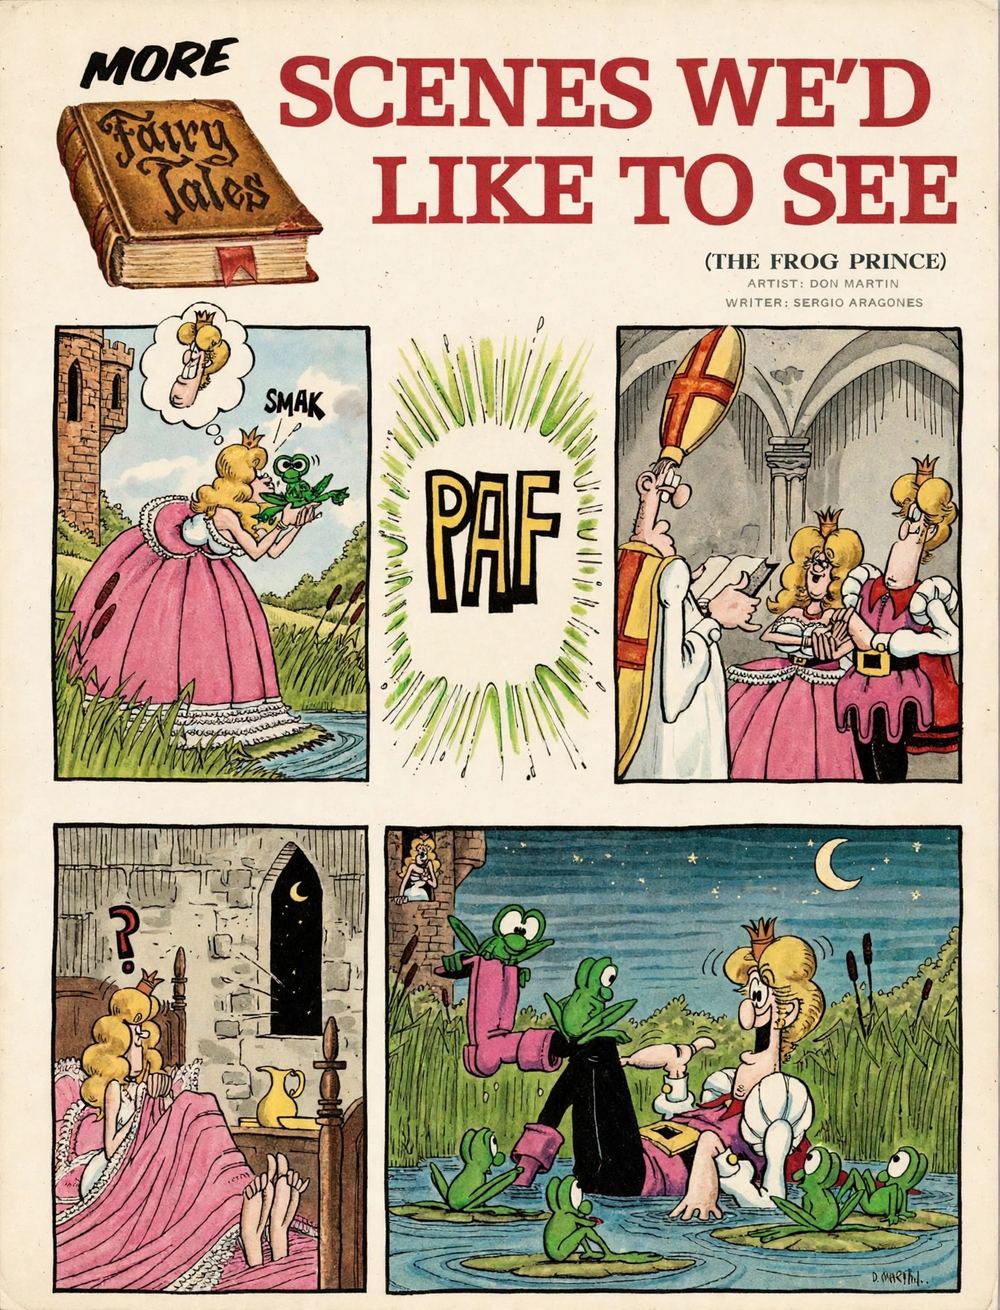 MORE
Fairy
Tales
SCENES WE'D
LIKE TO SEE
(THE FROG PRINCE)
ARTIST: DON MARTIN
WRITER: SERGIO ARAGONES
SMAK
PAF
?
D. MARTIN..